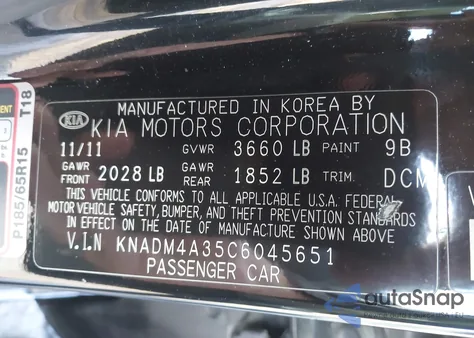 MANUFACTURED IN KOREA BY
KIA KIA MOTORS CORPORATION
11/11 GVWR 3660 LB PAINT 9B
GAWR FRONT 2028 LB GAWR REAR 1852 LB TRIM. DCM
THIS VEHICLE CONFORMS TO ALL APPLICABLE U.S.A. FEDERAL
MOTOR VEHICLE SAFETY, BUMPER, AND THEFT PREVENTION STANDARDS
IN EFFECT ON THE DATE OF MANUFACTURE SHOWN ABOVE
V.I.N KNADM4A35C6045651
PASSENGER CAR
P185/65R15 T18
autoSnap